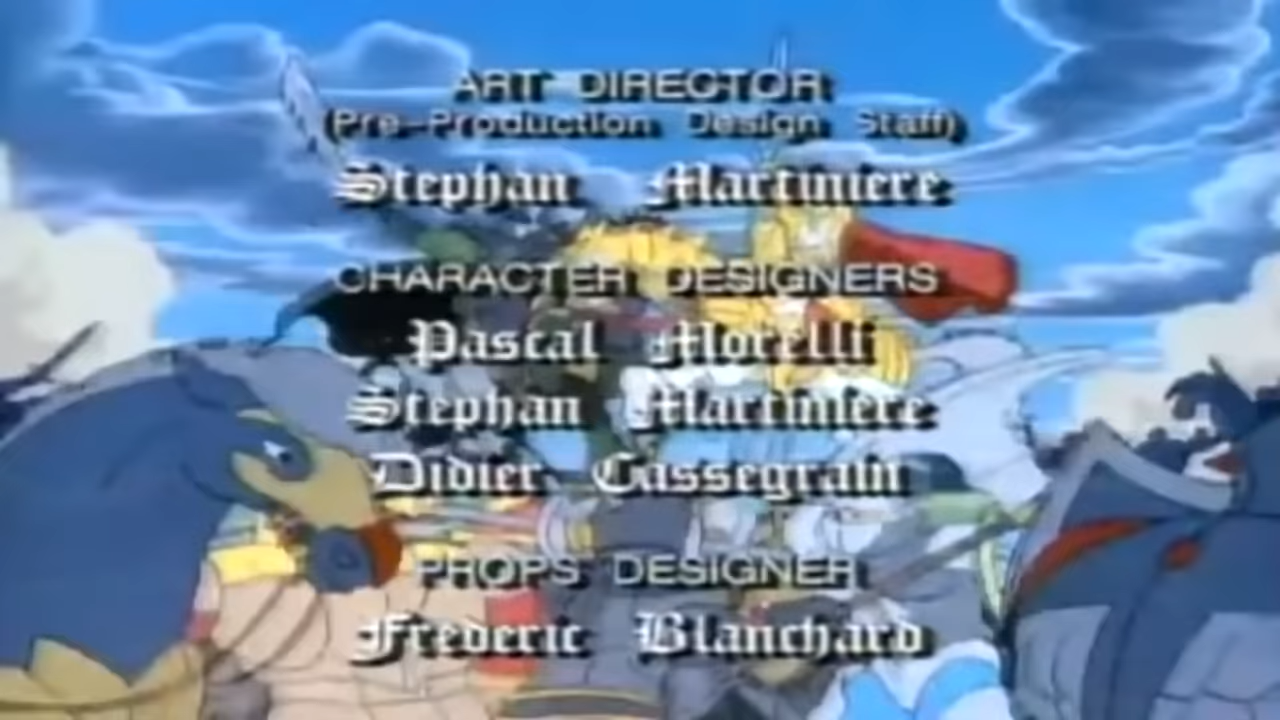 ART DIRECTOR
(Pre-Production Design Staff)
Stephan Martiniere
CHARACTER DESIGNERS
Pascal Morelli
Stephan Martiniere
Didier Cassegrain
PROPS DESIGNER
Frederic Blanchard